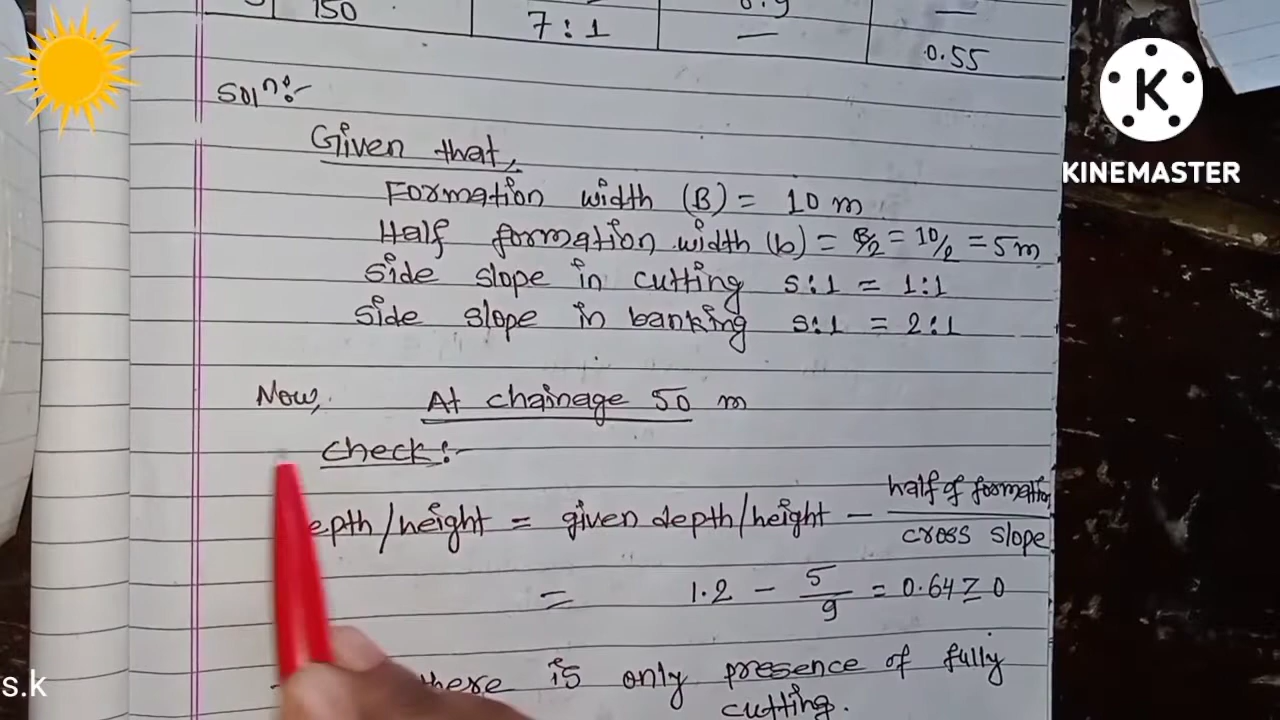 150
7 : 1
0.9
—
—
0.55
K
KINEMASTER
Solⁿ:-
Given that,
Formation width (B) = 10 m
Half formation width (b) = B/2 = 10/2 = 5m
Side slope in cutting s:1 = 1:1
Side slope in banking s:1 = 2:1
Now, At chainage 50 m
Check:-
epth/height = given depth/height - half of formation/cross slope
= 1.2 - 5/9 = 0.64 ≥ 0
there is only presence of fully
cutting.
s.k